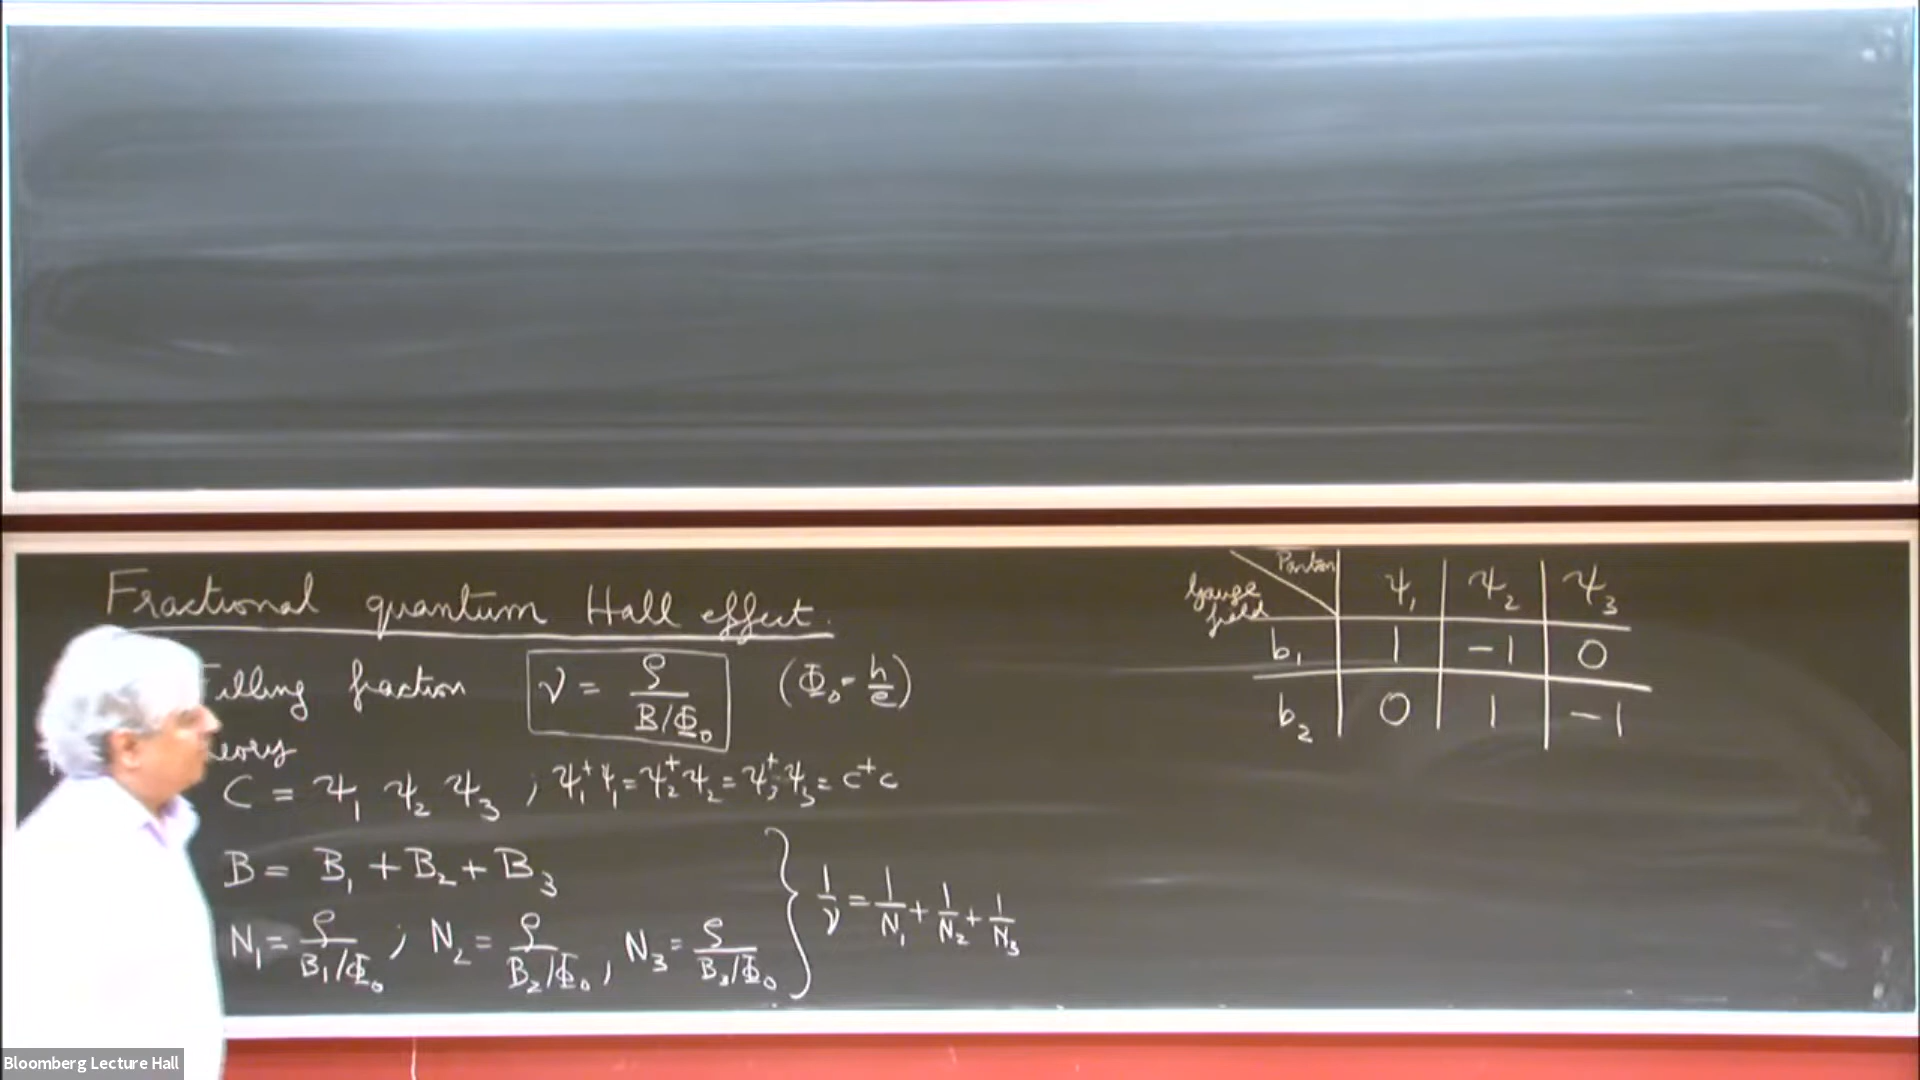 Fractional quantum Hall effect.
Filling fraction ν = ρ / (B/Φ₀) (Φ₀ = h/e)
eory
C = ψ₁ ψ₂ ψ₃ ; ψ₁⁺ψ₁ = ψ₂⁺ψ₂ = ψ₃⁺ψ₃ = c⁺c
B = B₁ + B₂ + B₃
N₁ = ρ / (B₁/Φ₀) ; N₂ = ρ / (B₂/Φ₀) , N₃ = ρ / (B₃/Φ₀) } 1/ν = 1/N₁ + 1/N₂ + 1/N₃
Parton ψ₁ ψ₂ ψ₃
Gauge field
b₁ 1 -1 0
b₂ 0 1 -1
Bloomberg Lecture Hall